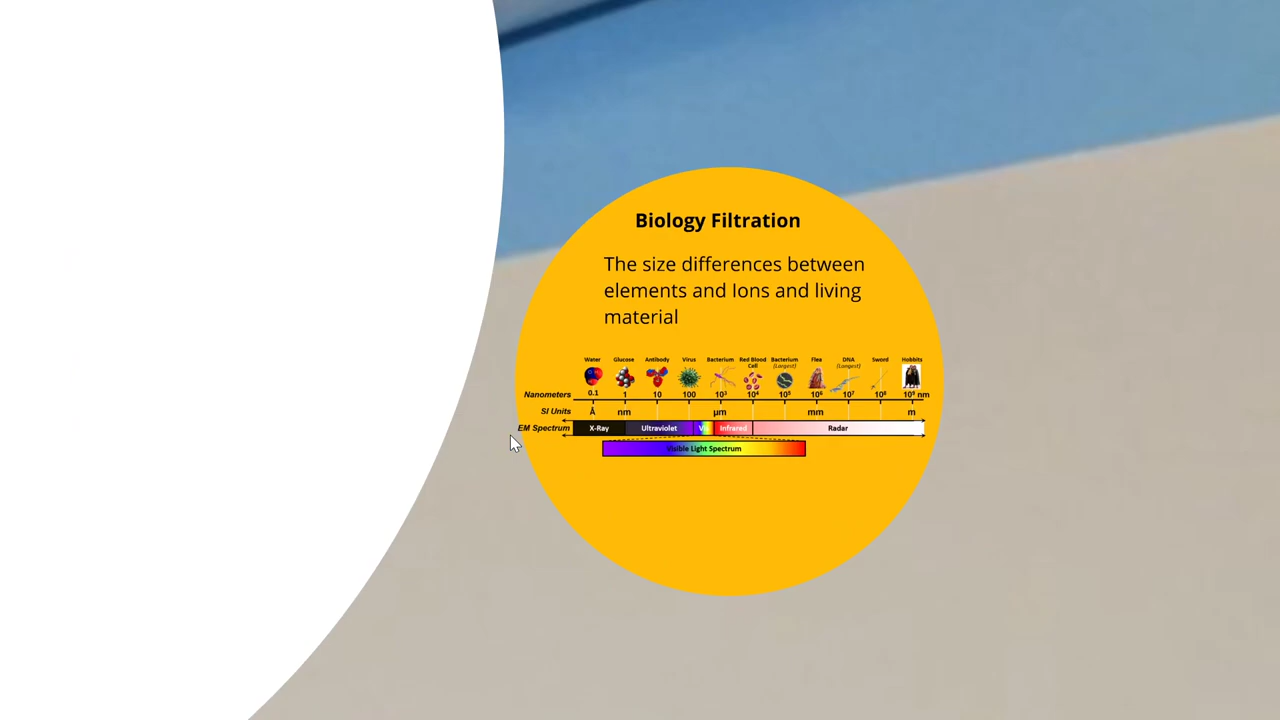 Biology Filtration
The size differences between
elements and Ions and living
material
Water Glucose Antibody Virus Bacterium Red Blood Cell Bacterium (Largest) Flea DNA (Longest) Sword Hobbits
Nanometers 0.1 1 10 100 10³ 10⁴ 10⁵ 10⁶ 10⁷ 10⁸ 10⁹ nm
SI Units Å nm µm mm m
EM Spectrum X-Ray Ultraviolet Infrared Radar
Visible Light Spectrum